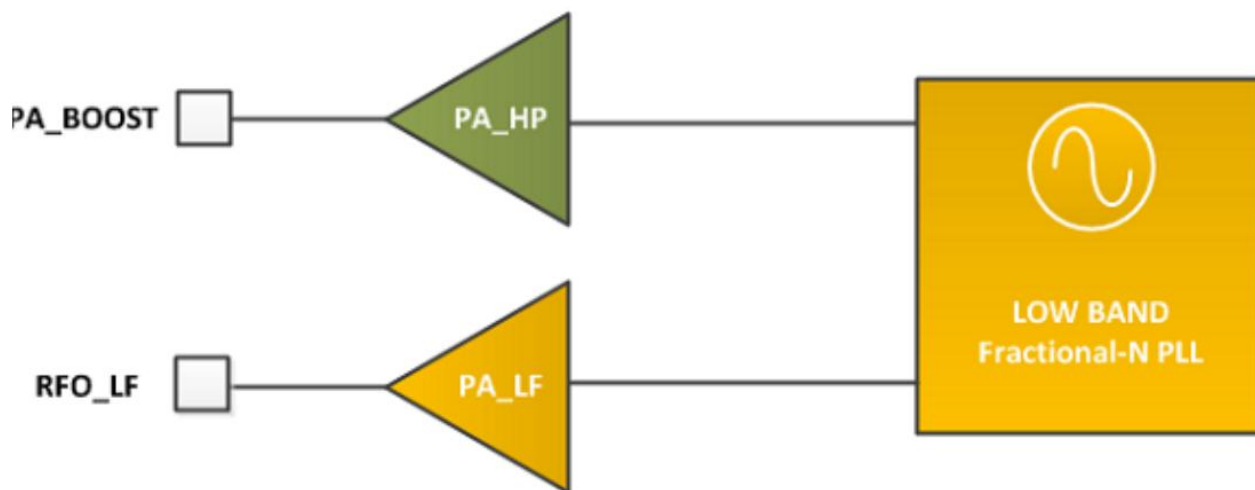 PA_BOOST
PA_HP
LOW BAND
Fractional-N PLL
RFO_LF
PA_LF